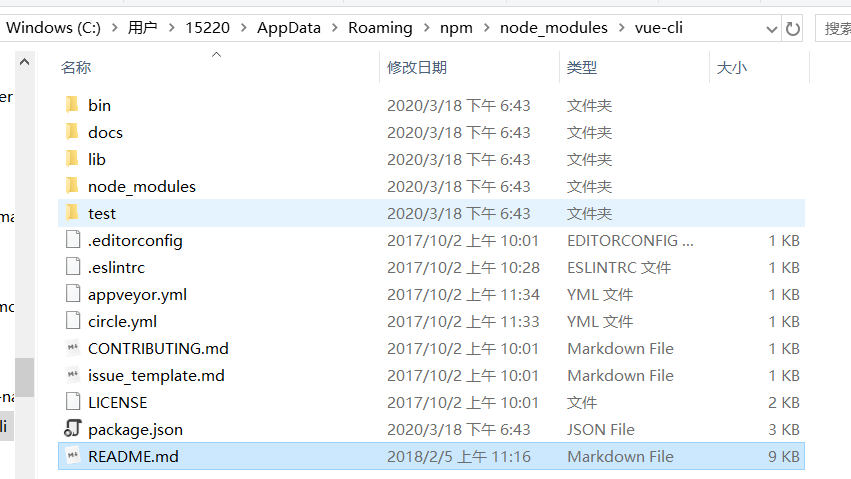 Windows (C:) > 用户 > 15220 > AppData > Roaming > npm > node_modules > vue-cli 搜索
名称 修改日期 类型 大小
er
bin 2020/3/18 下午 6:43 文件夹
docs 2020/3/18 下午 6:43 文件夹
lib 2020/3/18 下午 6:43 文件夹
node_modules 2020/3/18 下午 6:43 文件夹
ma
test 2020/3/18 下午 6:43 文件夹
.editorconfig 2017/10/2 上午 10:01 EDITORCONFIG ... 1 KB
.eslintrc 2017/10/2 上午 10:28 ESLINTRC 文件 1 KB
appveyor.yml 2017/10/2 上午 11:34 YML 文件 1 KB
mo
circle.yml 2017/10/2 上午 11:33 YML 文件 1 KB
CONTRIBUTING.md 2017/10/2 上午 10:01 Markdown File 1 KB
issue_template.md 2017/10/2 上午 10:01 Markdown File 1 KB
-na
LICENSE 2017/10/2 上午 10:01 文件 2 KB
li
package.json 2020/3/18 下午 6:43 JSON File 3 KB
README.md 2018/2/5 上午 11:16 Markdown File 9 KB